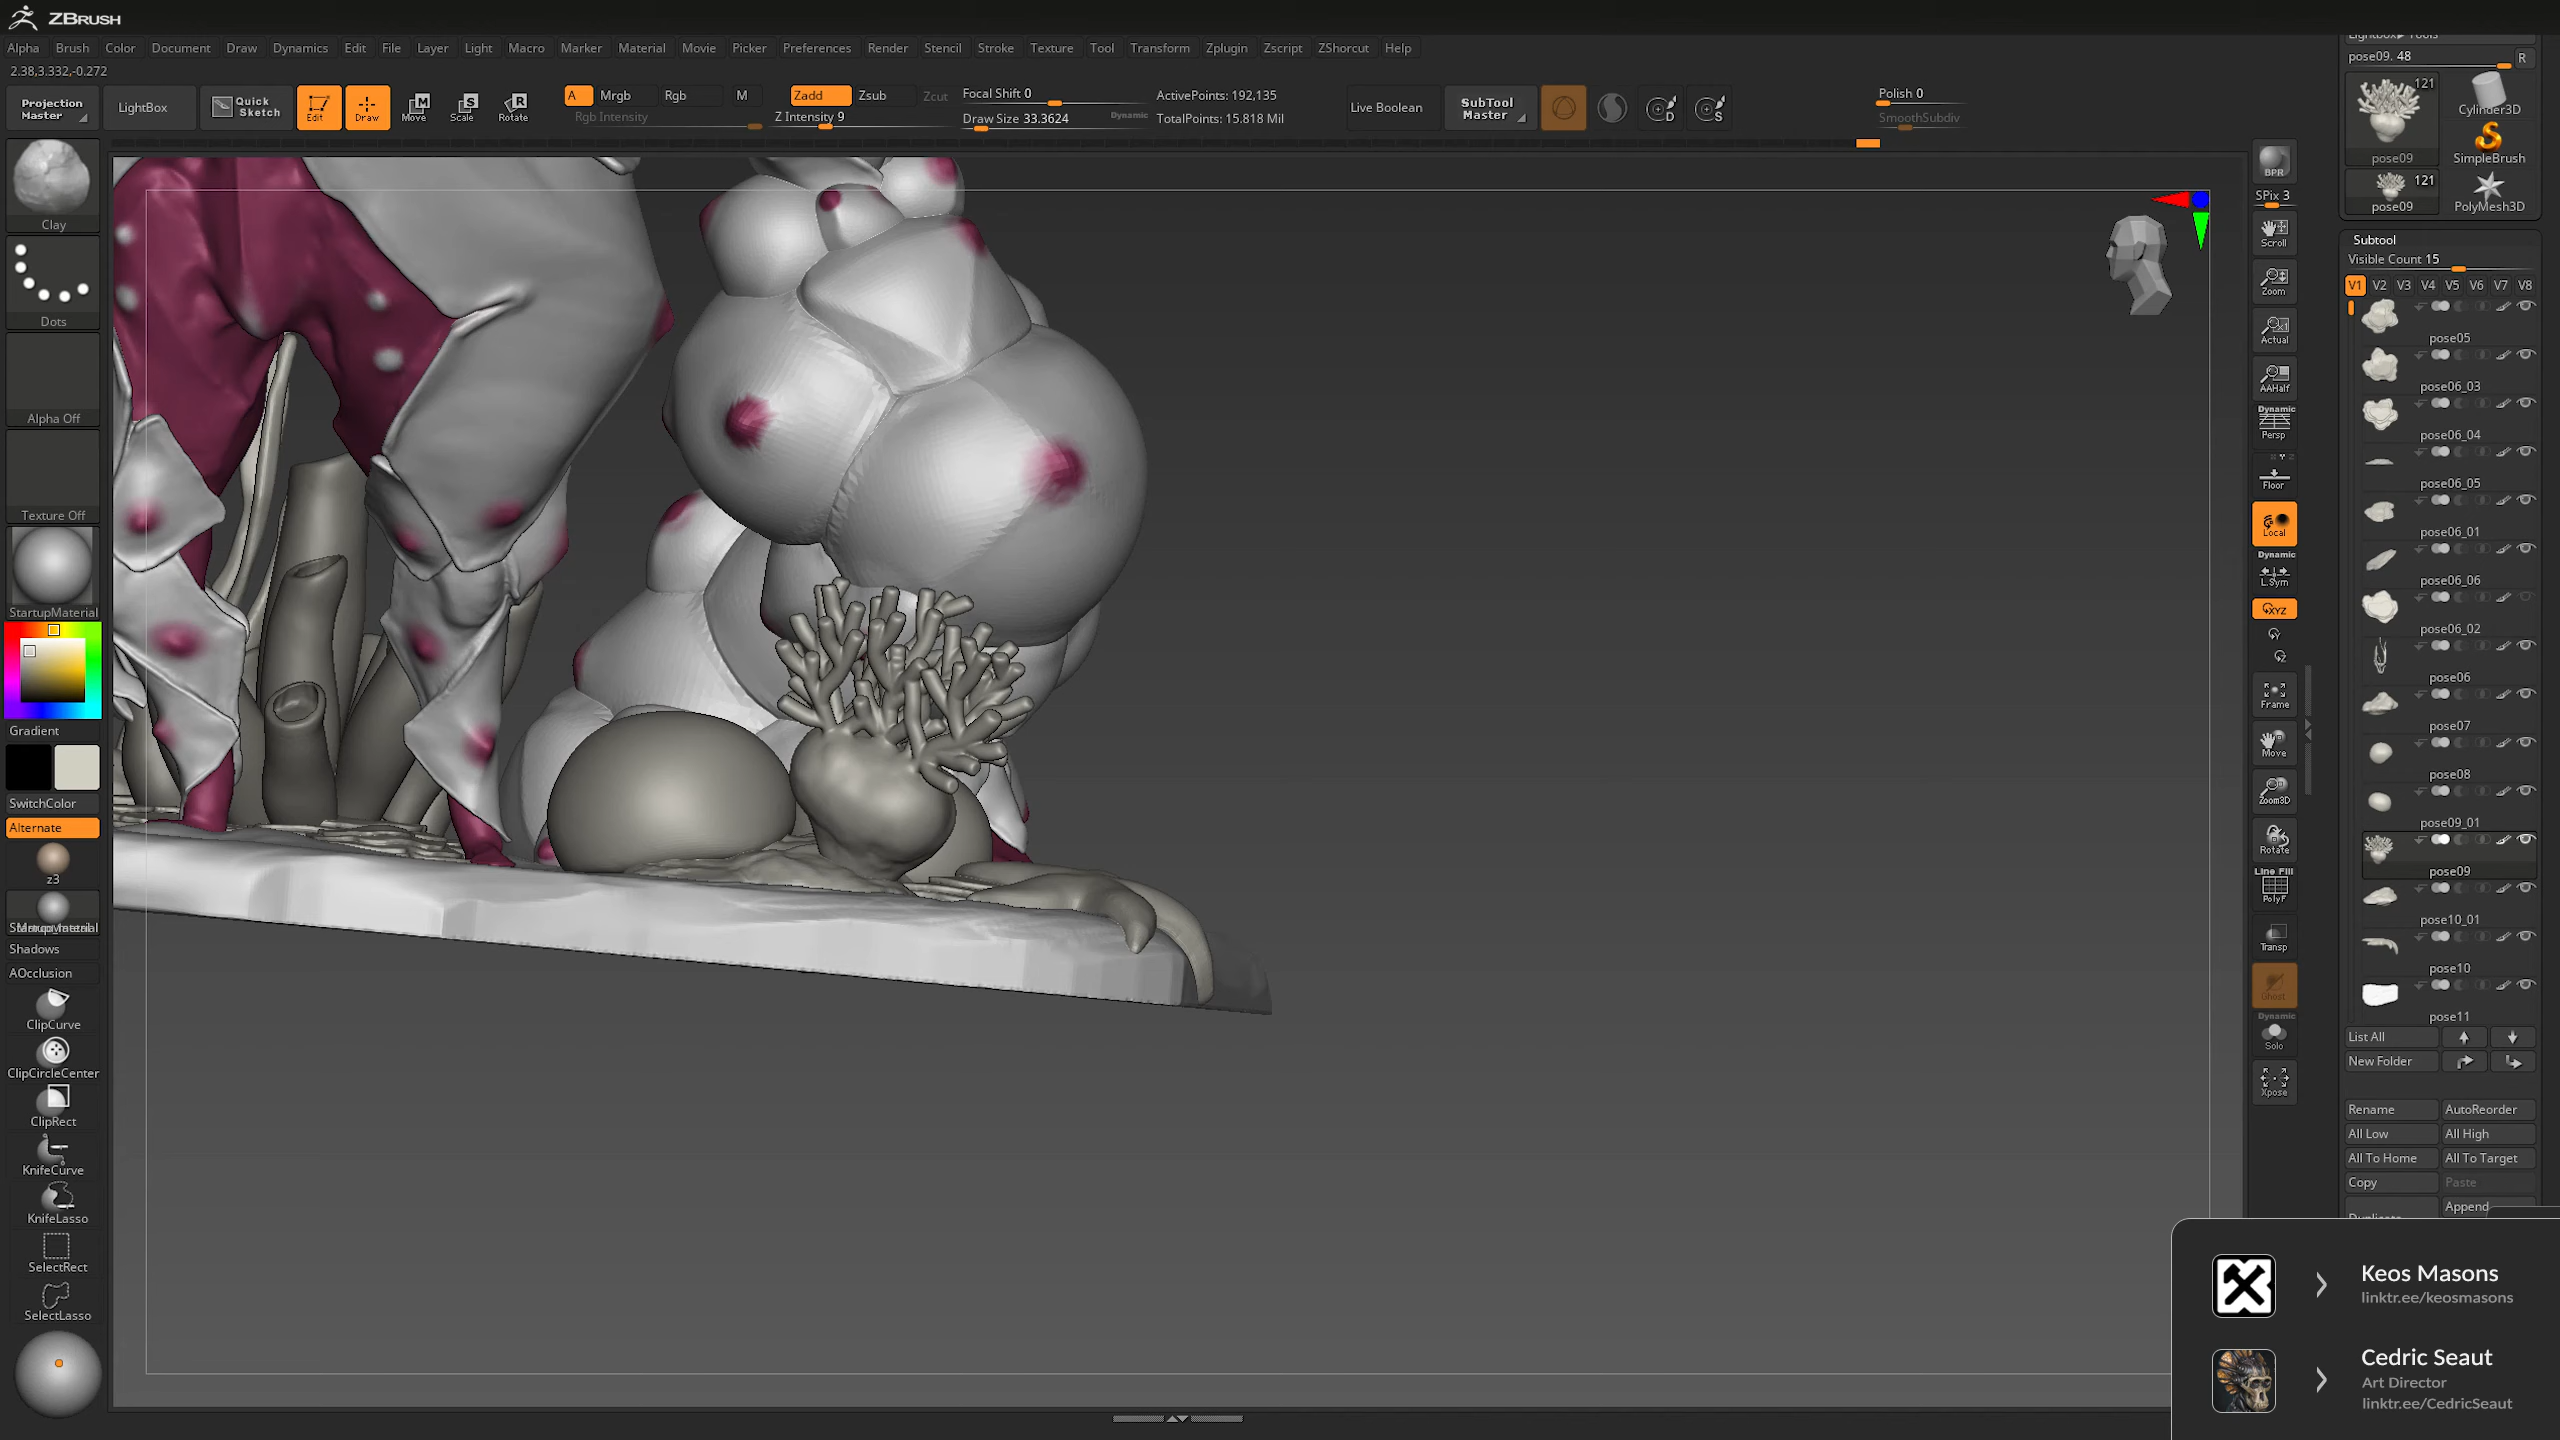 ZBRUSH
Alpha Brush Color Document Draw Dynamics Edit File Layer Light Macro Marker Material Movie Picker Preferences Render Stencil Stroke Texture Tool Transform Zplugin Zscript ZShorcut Help
2.38,3.332,-0.272
Projection Master
LightBox
Quick Sketch
Edit
Draw
Move
Scale
Rotate
A Mrgb Rgb M
Rgb Intensity
Zadd Zsub Zcut
Z Intensity 9
Focal Shift 0
Draw Size 33.3624 Dynamic
ActivePoints: 192,135
TotalPoints: 15.818 Mil
Live Boolean
SubTool Master
D
S
Polish 0
SmoothSubdiv
Clay
Dots
Alpha Off
Texture Off
StartupMaterial
Gradient
SwitchColor
Alternate
z3
Shadows
AOcclusion
ClipCurve
ClipCircleCenter
ClipRect
KnifeCurve
KnifeLasso
SelectRect
SelectLasso
BPR
SPix 3
Scroll
Zoom
Actual
AAHalf
Dynamic
Persp
Floor
Local
Dynamic
L.Sym
XYZ
Y
Z
Frame
Move
Zoom3D
Rotate
Line Fill
PolyF
Transp
Ghost
Dynamic
Solo
Xpose
Lightbox▶Tools
pose09. 48 R
121
pose09
Cylinder3D
SimpleBrush
121
pose09
PolyMesh3D
Subtool
Visible Count 15
V1 V2 V3 V4 V5 V6 V7 V8
pose05
pose06_03
pose06_04
pose06_05
pose06_01
pose06_06
pose06_02
pose06
pose07
pose08
pose09_01
pose09
pose10_01
pose10
pose11
List All
New Folder
Rename AutoReorder
All Low All High
All To Home All To Target
Copy Paste
Append
Keos Masons
linktr.ee/keosmasons
Cedric Seaut
Art Director
linktr.ee/CedricSeaut